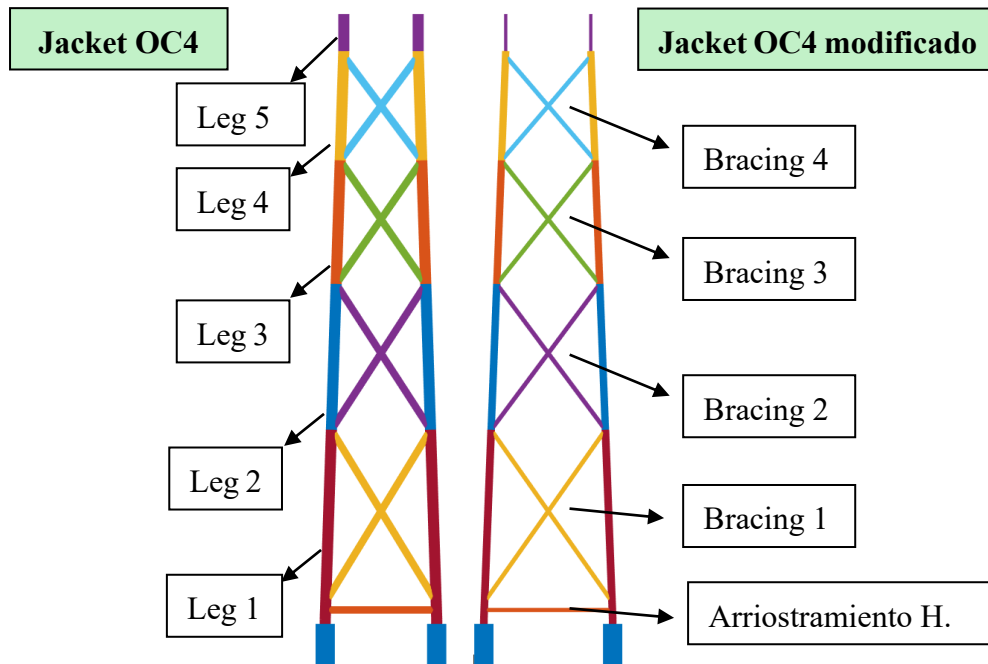 Jacket OC4
Jacket OC4 modificado
Leg 5
Leg 4
Leg 3
Leg 2
Leg 1
Bracing 4
Bracing 3
Bracing 2
Bracing 1
Arriostramiento H.